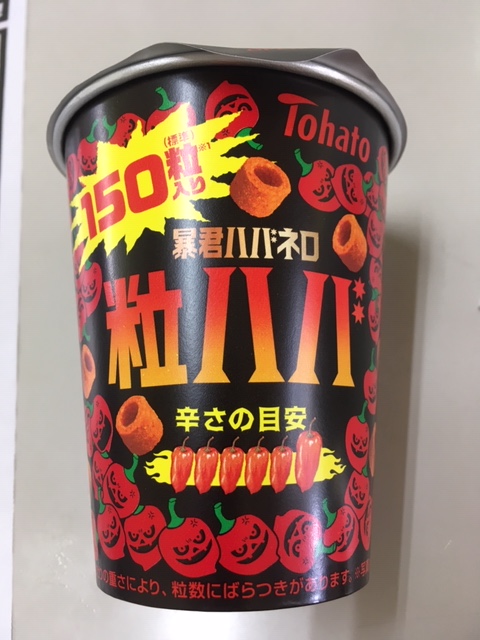 Tohato
(標準)※1
150粒
入り
暴君ハバネロ
粒ハバ
辛さの目安
の重さにより、粒数にばらつきがあります。※写真